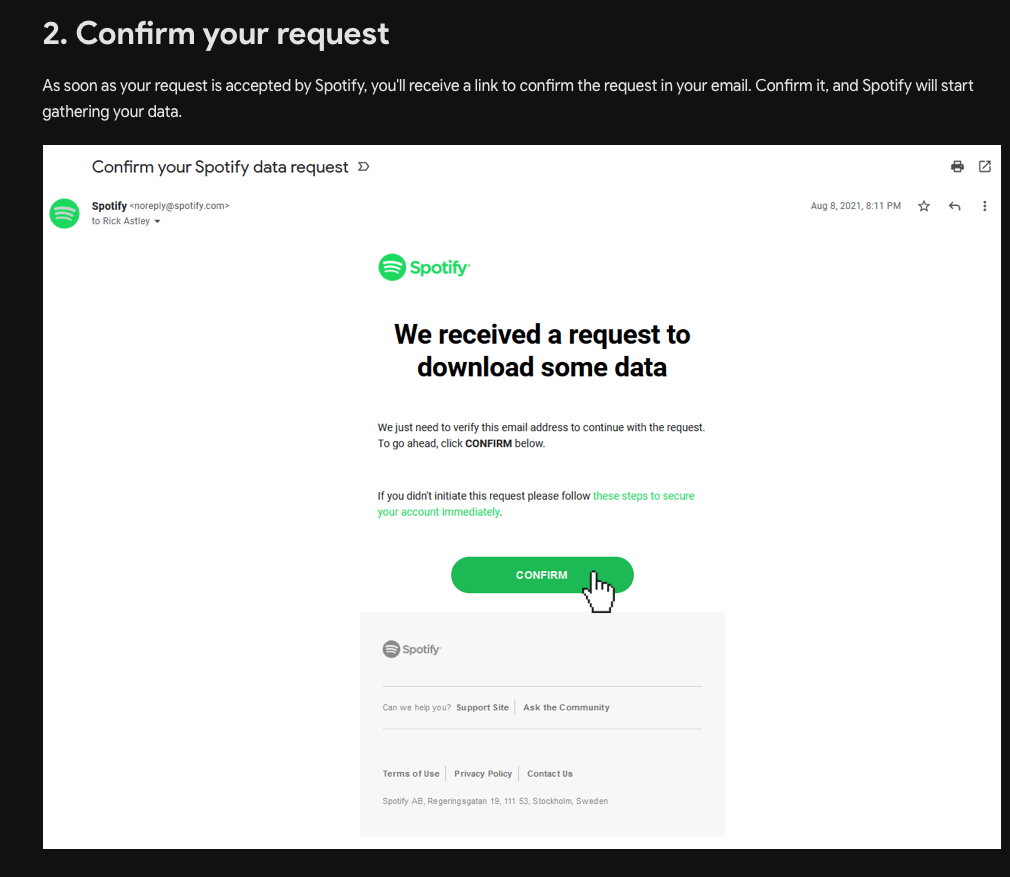 2. Confirm your request
As soon as your request is accepted by Spotify, you'll receive a link to confirm the request in your email. Confirm it, and Spotify will start
gathering your data.
Confirm your Spotify data request
Spotify <noreply@spotify.com>
Aug 8, 2021, 8:11 PM
to Rick Astley
Spotify
We received a request to
download some data
We just need to verify this email address to continue with the request.
To go ahead, click CONFIRM below.
If you didn't initiate this request please follow these steps to secure
your account immediately.
CONFIRM
Spotify
Can we help you? Support Site | Ask the Community
Terms of Use | Privacy Policy | Contact Us
Spotify AB, Regeringsgatan 19, 111 53, Stockholm, Sweden